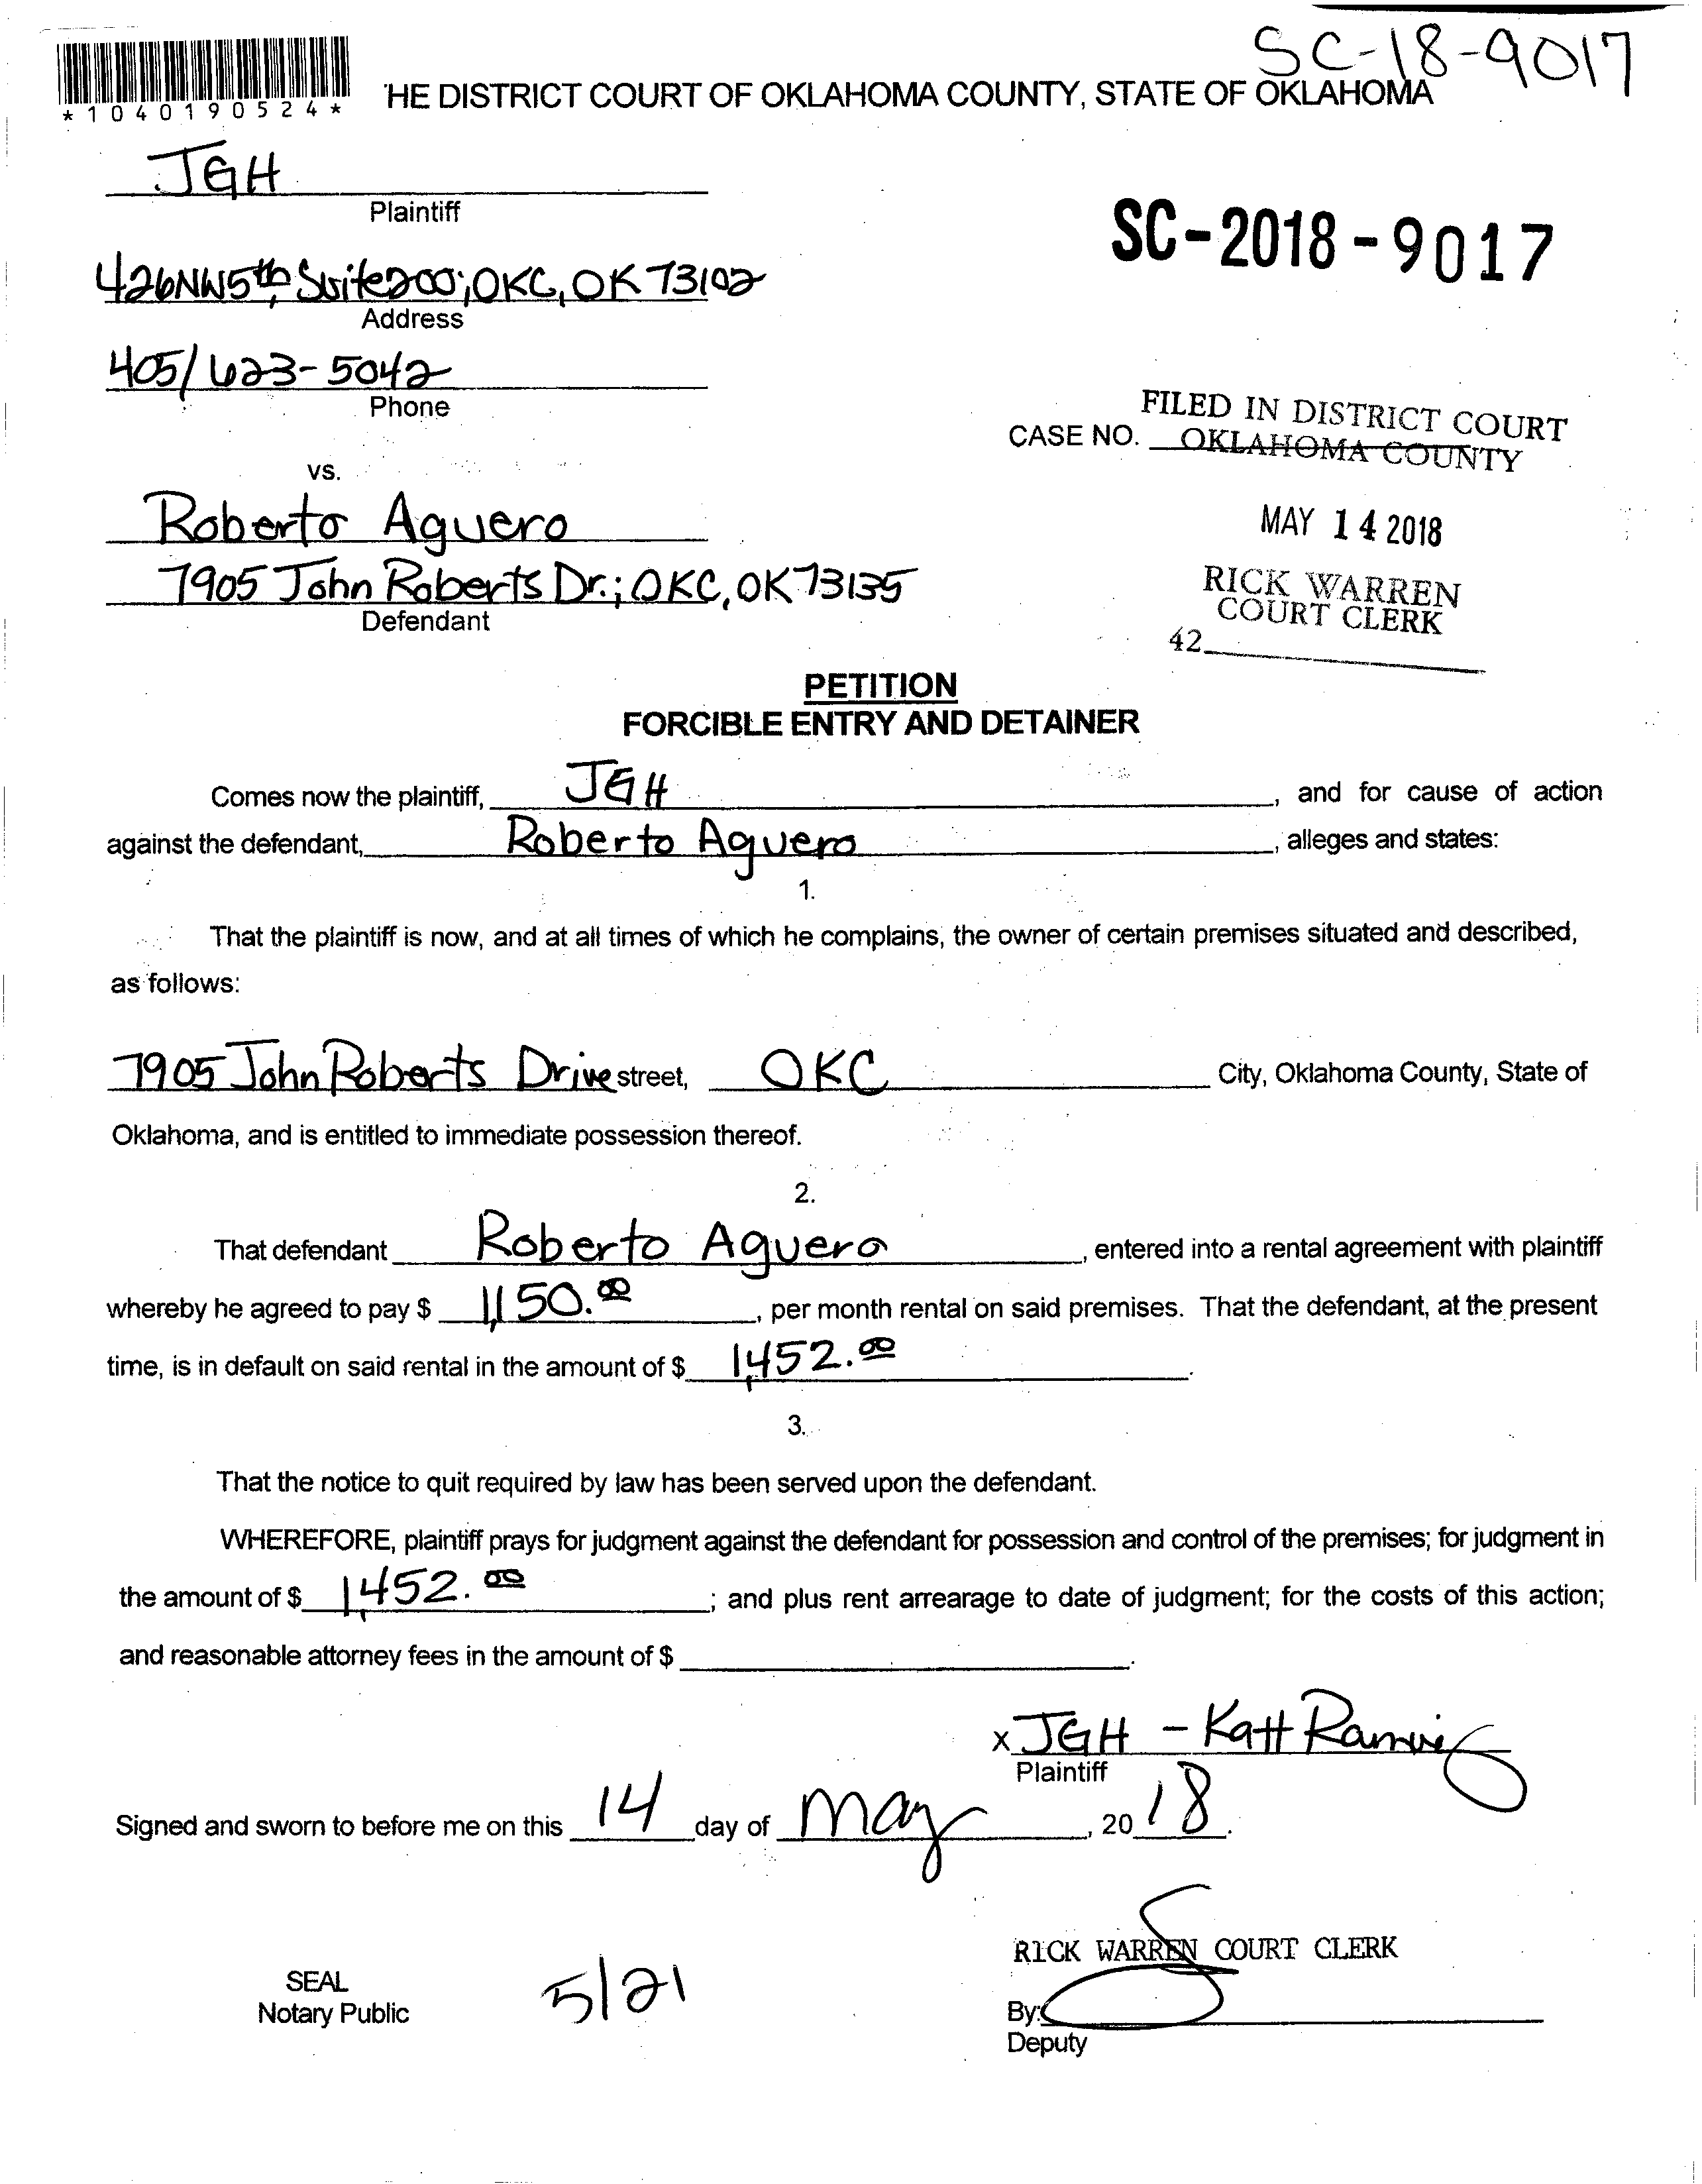 SC-18-9017
*1040190524*
'HE DISTRICT COURT OF OKLAHOMA COUNTY, STATE OF OKLAHOMA
JGH
Plaintiff
SC-2018-9017
426NW5th, Suite200; OKC, OK 73102
Address
405/623-5042
Phone
FILED IN DISTRICT COURT
CASE NO. OKLAHOMA COUNTY
vs.
Roberto Aguero
MAY 14 2018
7905 John Roberts Dr.; OKC, OK 73135
Defendant
RICK WARREN
COURT CLERK
42
PETITION
FORCIBLE ENTRY AND DETAINER
Comes now the plaintiff, JGH, and for cause of action
against the defendant, Roberto Aguero, alleges and states:
1.
That the plaintiff is now, and at all times of which he complains, the owner of certain premises situated and described,
as follows:
7905 John Roberts Drive street, OKC City, Oklahoma County, State of
Oklahoma, and is entitled to immediate possession thereof.
2.
That defendant Roberto Aguero, entered into a rental agreement with plaintiff
whereby he agreed to pay $ 1,150.00, per month rental on said premises. That the defendant, at the present
time, is in default on said rental in the amount of $ 1,452.00.
3.
That the notice to quit required by law has been served upon the defendant.
WHEREFORE, plaintiff prays for judgment against the defendant for possession and control of the premises; for judgment in
the amount of $ 1,452.00; and plus rent arrearage to date of judgment; for the costs of this action;
and reasonable attorney fees in the amount of $ .
x JGH - Katt Ramirez
Plaintiff
Signed and sworn to before me on this 14 day of May, 2018.
RICK WARREN COURT CLERK
SEAL
Notary Public
5/21
By:
Deputy